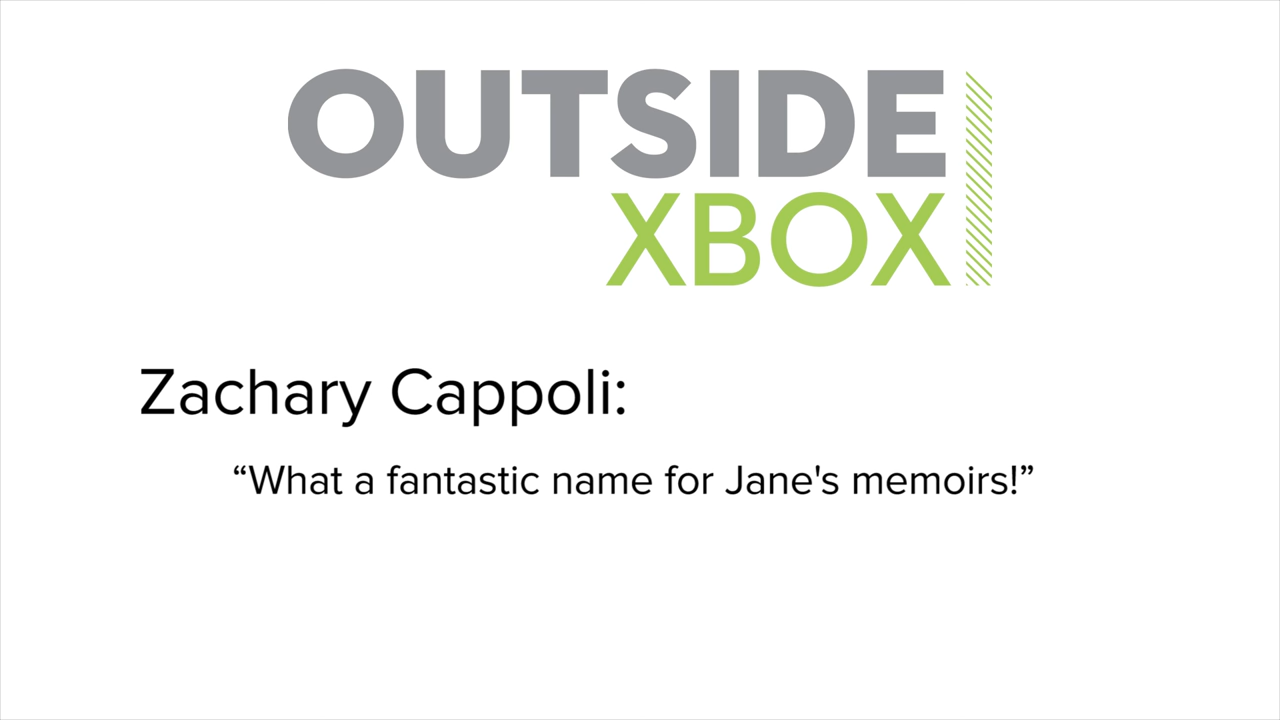 OUTSIDE
XBOX
Zachary Cappoli:
“What a fantastic name for Jane's memoirs!”